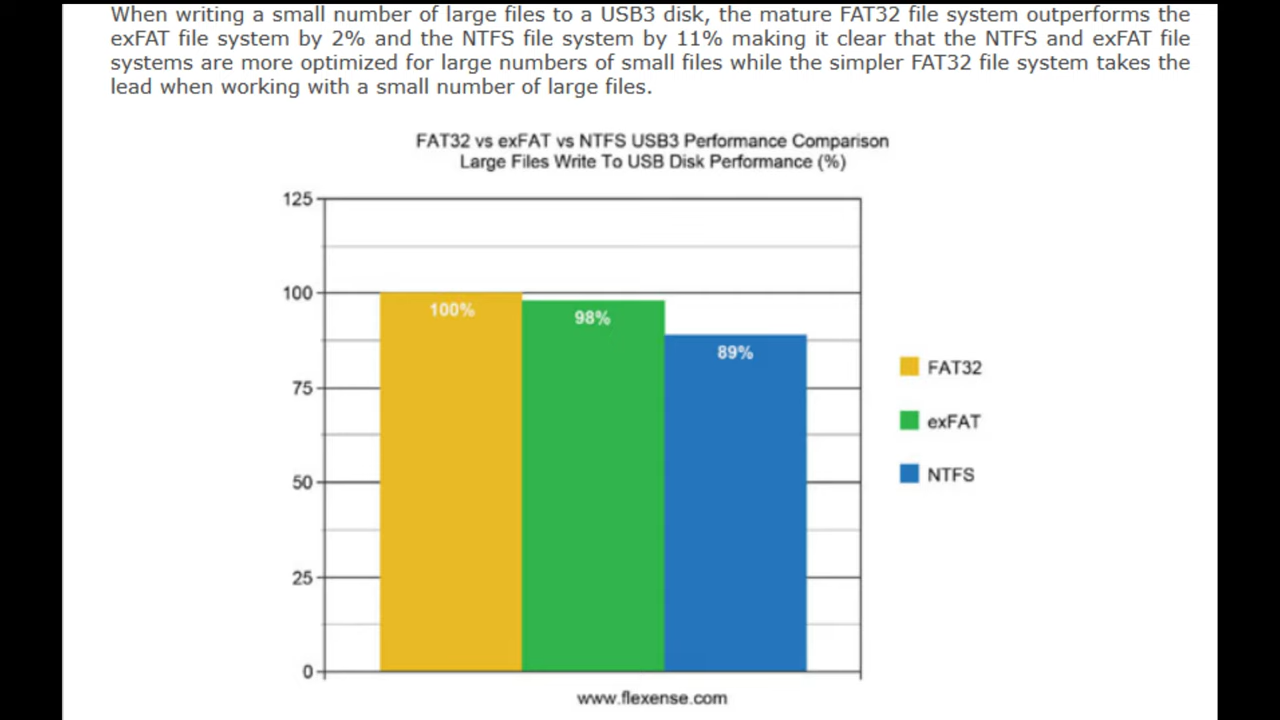 When writing a small number of large files to a USB3 disk, the mature FAT32 file system outperforms the
exFAT file system by 2% and the NTFS file system by 11% making it clear that the NTFS and exFAT file
systems are more optimized for large numbers of small files while the simpler FAT32 file system takes the
lead when working with a small number of large files.
FAT32 vs exFAT vs NTFS USB3 Performance Comparison
Large Files Write To USB Disk Performance (%)
125
100
75
50
25
0
100%
98%
89%
FAT32
exFAT
NTFS
www.flexense.com